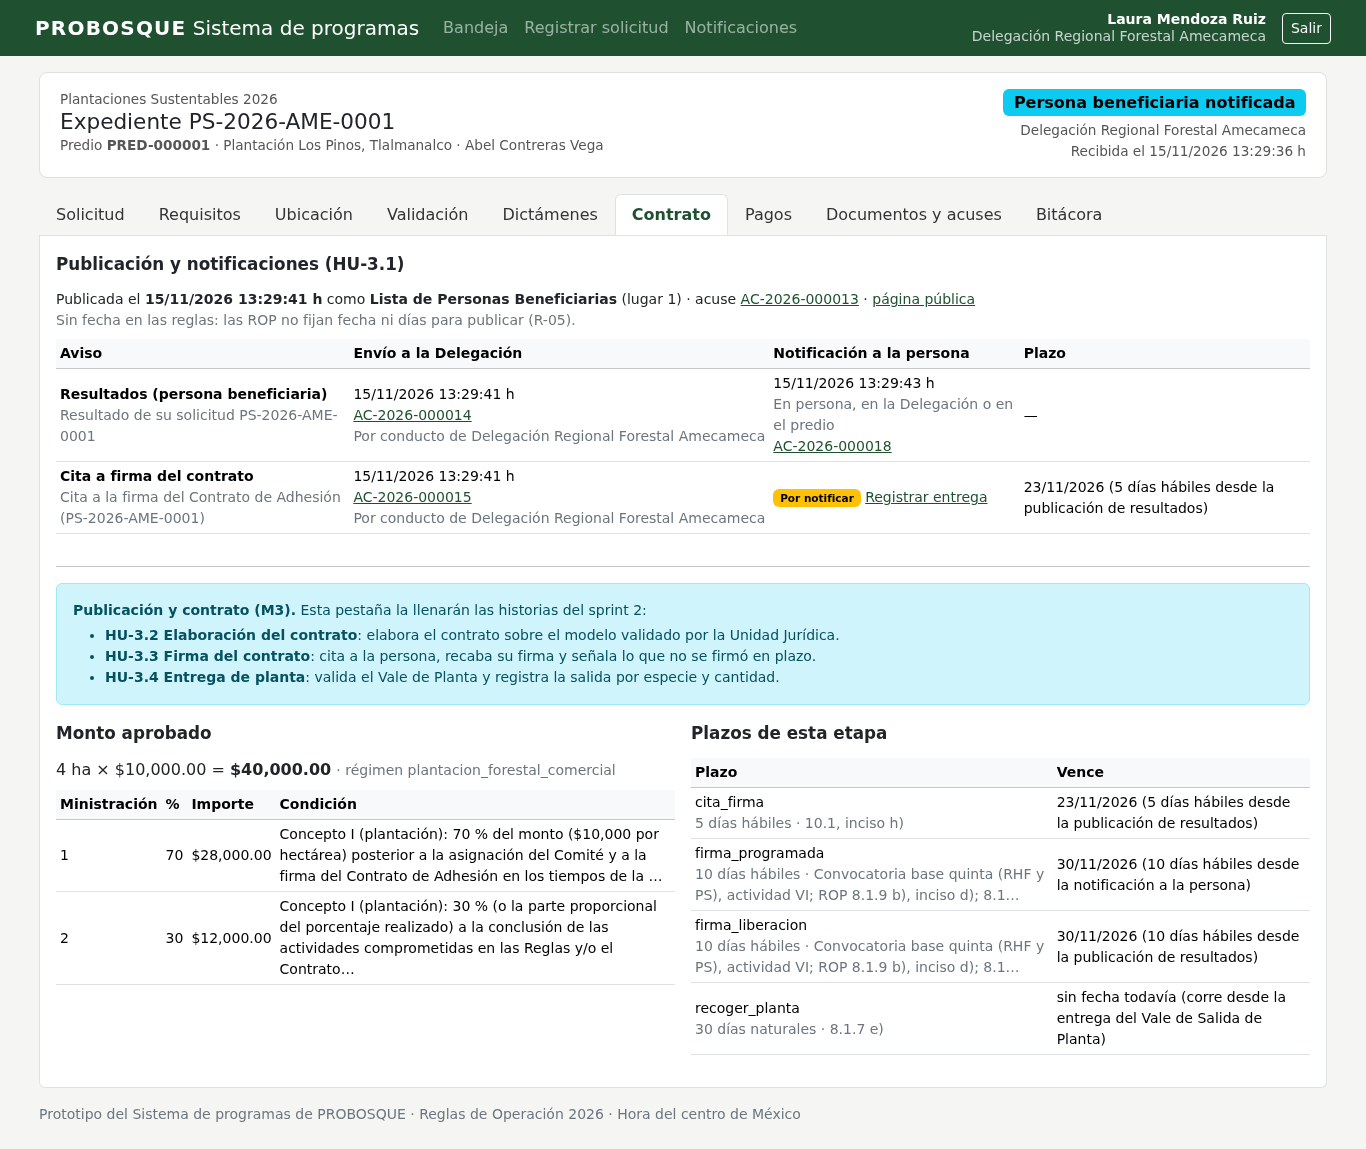 PROBOSQUE Sistema de programas
Bandeja
Registrar solicitud
Notificaciones
Laura Mendoza Ruiz
Delegación Regional Forestal Amecameca
Salir
Plantaciones Sustentables 2026
Expediente PS-2026-AME-0001
Predio PRED-000001 · Plantación Los Pinos, Tlalmanalco · Abel Contreras Vega
Persona beneficiaria notificada
Delegación Regional Forestal Amecameca
Recibida el 15/11/2026 13:29:36 h
Solicitud
Requisitos
Ubicación
Validación
Dictámenes
Contrato
Pagos
Documentos y acuses
Bitácora
Publicación y notificaciones (HU-3.1)
Publicada el 15/11/2026 13:29:41 h como Lista de Personas Beneficiarias (lugar 1) · acuse AC-2026-000013 · página pública
Sin fecha en las reglas: las ROP no fijan fecha ni días para publicar (R-05).
Aviso
Envío a la Delegación
Notificación a la persona
Plazo
Resultados (persona beneficiaria)
Resultado de su solicitud PS-2026-AME-
0001
15/11/2026 13:29:41 h
AC-2026-000014
Por conducto de Delegación Regional Forestal Amecameca
15/11/2026 13:29:43 h
En persona, en la Delegación o en
el predio
AC-2026-000018
—
Cita a firma del contrato
Cita a la firma del Contrato de Adhesión
(PS-2026-AME-0001)
15/11/2026 13:29:41 h
AC-2026-000015
Por conducto de Delegación Regional Forestal Amecameca
Por notificar Registrar entrega
23/11/2026 (5 días hábiles desde la
publicación de resultados)
Publicación y contrato (M3). Esta pestaña la llenarán las historias del sprint 2:
• HU-3.2 Elaboración del contrato: elabora el contrato sobre el modelo validado por la Unidad Jurídica.
• HU-3.3 Firma del contrato: cita a la persona, recaba su firma y señala lo que no se firmó en plazo.
• HU-3.4 Entrega de planta: valida el Vale de Planta y registra la salida por especie y cantidad.
Monto aprobado
4 ha × $10,000.00 = $40,000.00 · régimen plantacion_forestal_comercial
Ministración % Importe Condición
1 70 $28,000.00
Concepto I (plantación): 70 % del monto ($10,000 por
hectárea) posterior a la asignación del Comité y a la
firma del Contrato de Adhesión en los tiempos de la …
2 30 $12,000.00
Concepto I (plantación): 30 % (o la parte proporcional
del porcentaje realizado) a la conclusión de las
actividades comprometidas en las Reglas y/o el
Contrato…
Plazos de esta etapa
Plazo Vence
cita_firma
5 días hábiles · 10.1, inciso h)
23/11/2026 (5 días hábiles desde
la publicación de resultados)
firma_programada
10 días hábiles · Convocatoria base quinta (RHF y
PS), actividad VI; ROP 8.1.9 b), inciso d); 8.1…
30/11/2026 (10 días hábiles desde
la notificación a la persona)
firma_liberacion
10 días hábiles · Convocatoria base quinta (RHF y
PS), actividad VI; ROP 8.1.9 b), inciso d); 8.1…
30/11/2026 (10 días hábiles desde
la publicación de resultados)
recoger_planta
30 días naturales · 8.1.7 e)
sin fecha todavía (corre desde la
entrega del Vale de Salida de
Planta)
Prototipo del Sistema de programas de PROBOSQUE · Reglas de Operación 2026 · Hora del centro de México